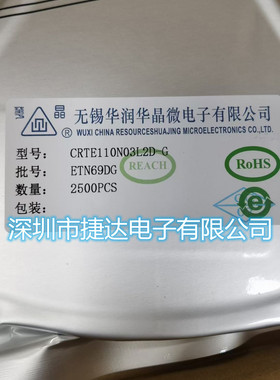 无锡华润华晶微电子有限公司
WUXI CHINA RESOURCESHUAJING MICROELECTRONICS CO.,LTD.
型号: CRTE110N03L2D-G
批号: ETN69DG
REACH
RoHS
数量: 2500PCS
包装:
深圳市捷达电子有限公司